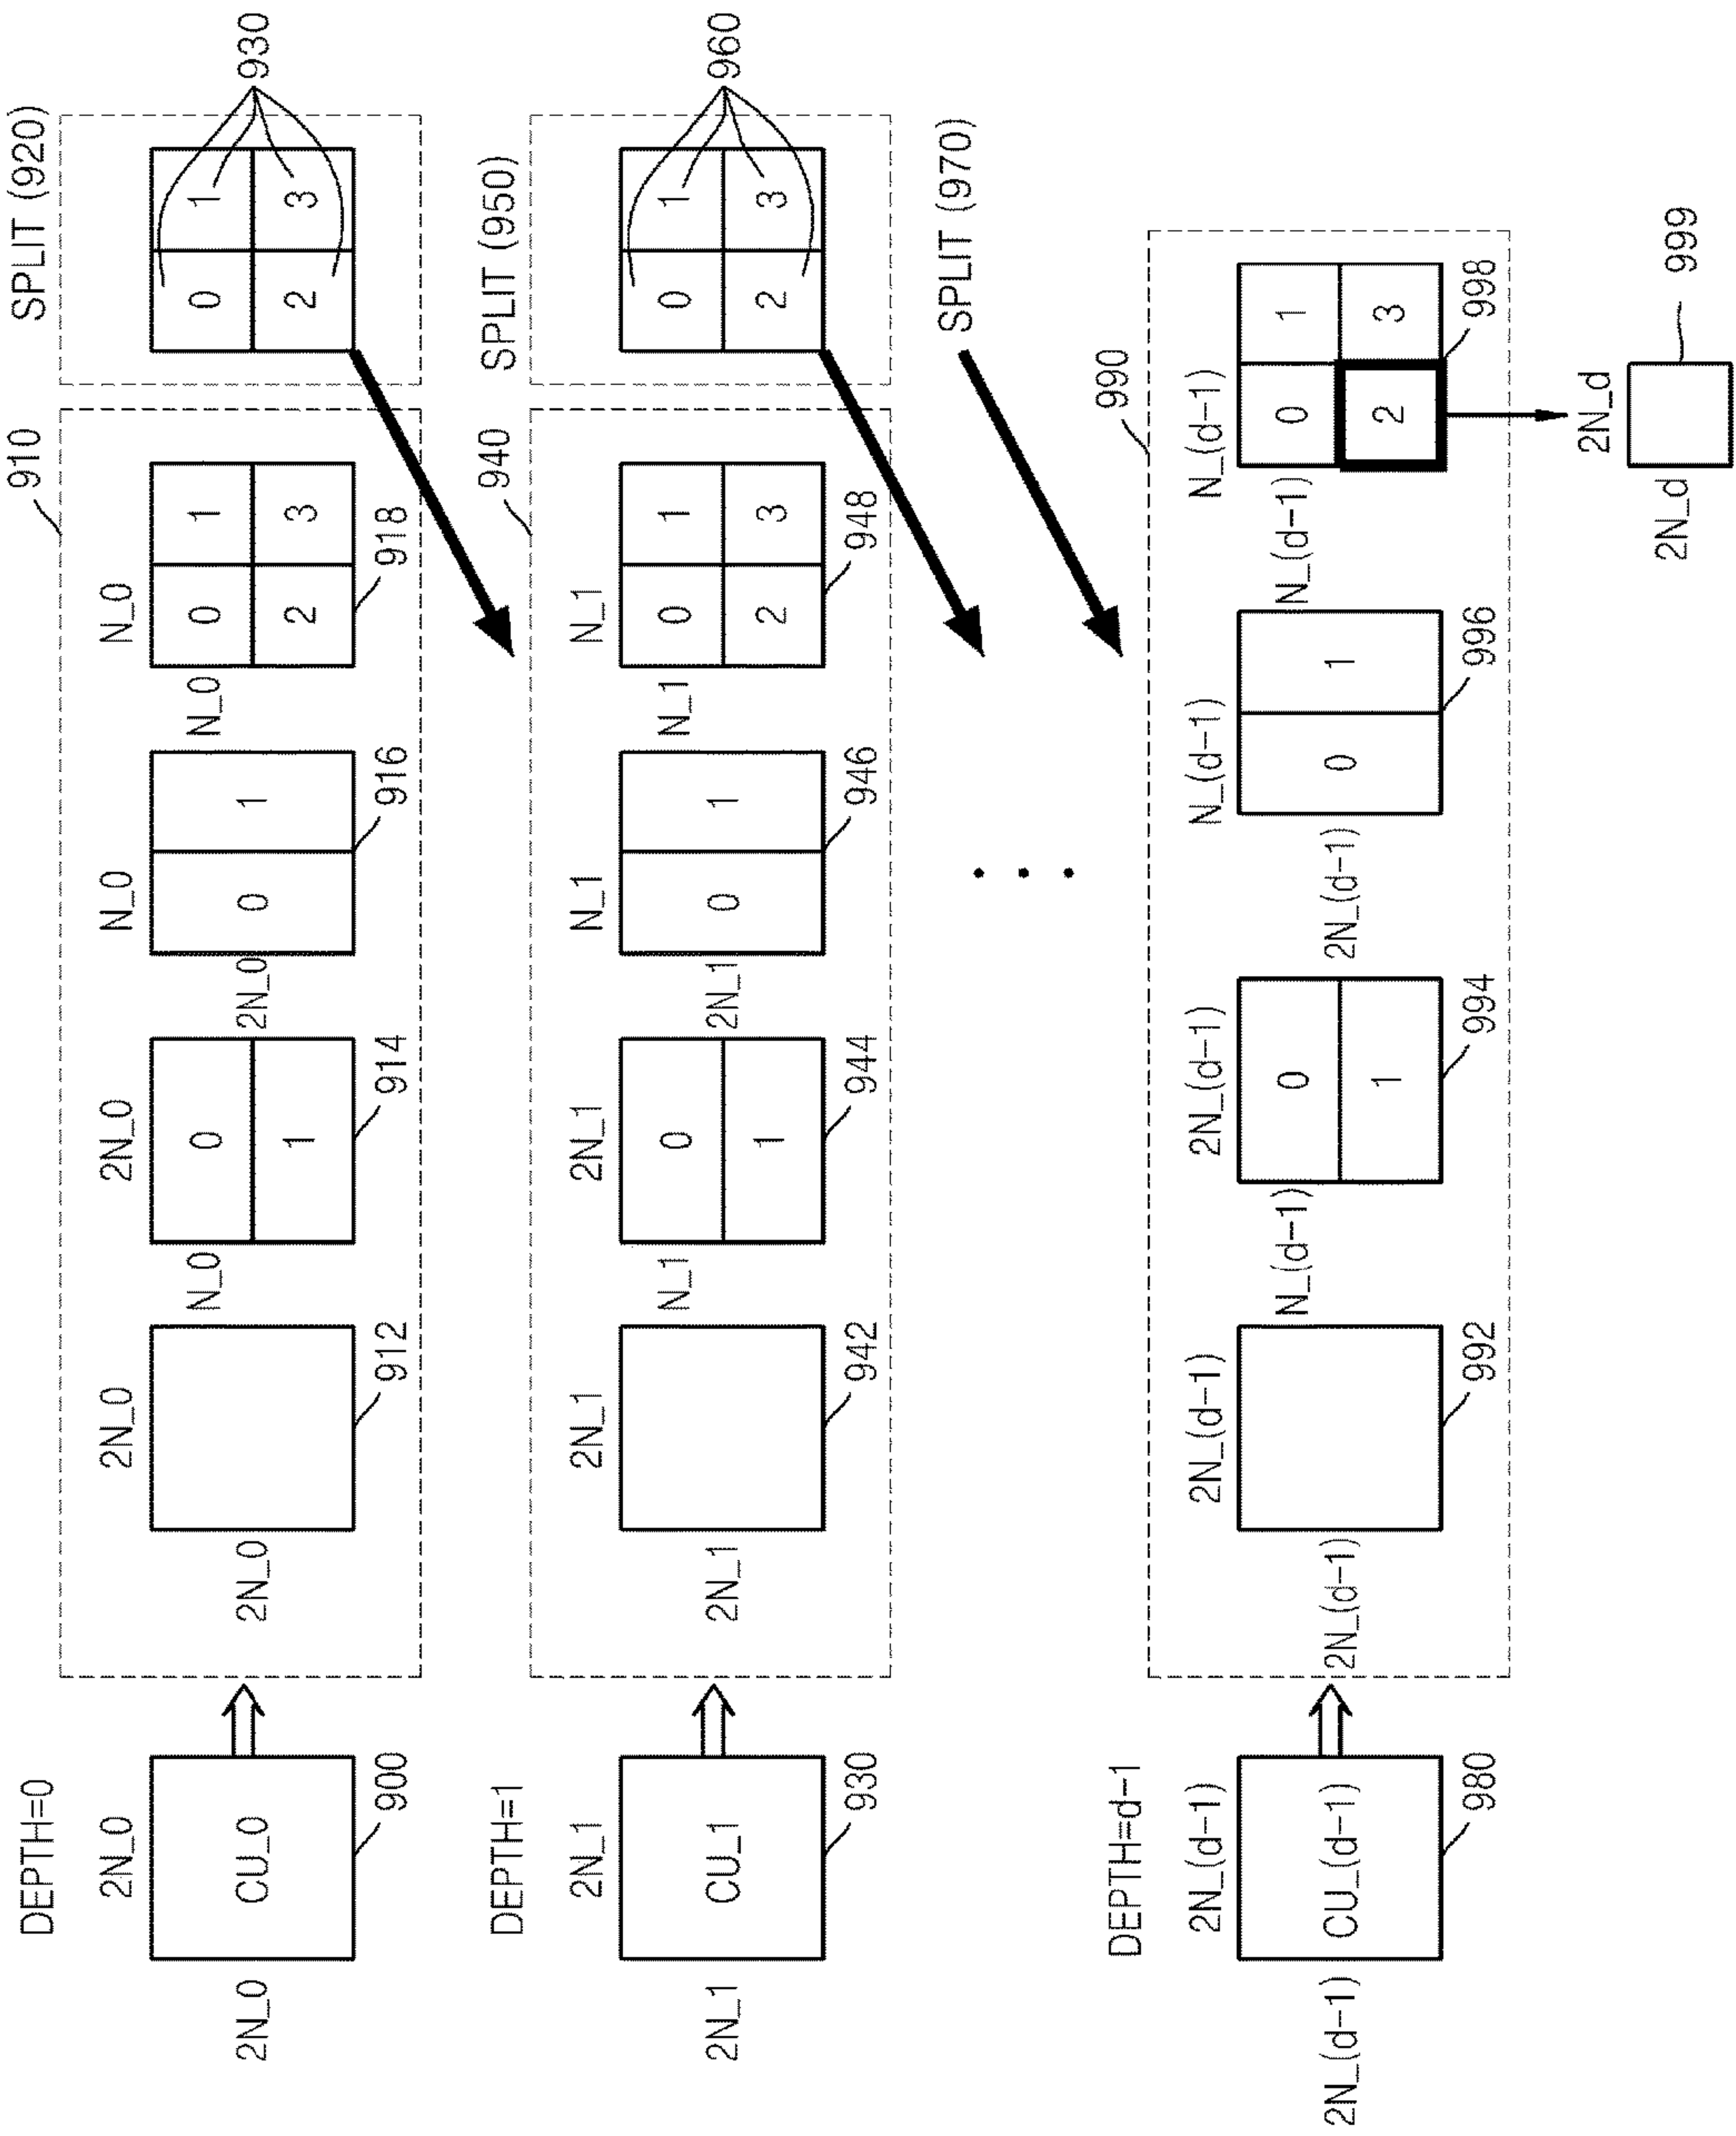 DEPTH=0
2N_0
2N_0
CU_0
900
910
2N_0
2N_0
912
2N_0
N_0
0
1
914
N_0
2N_0
0
1
916
N_0
N_0
0
1
2
3
918
SPLIT (920)
0
1
2
3
930
DEPTH=1
2N_1
2N_1
CU_1
930
940
2N_1
2N_1
942
2N_1
N_1
0
1
944
N_1
2N_1
0
1
946
N_1
N_1
0
1
2
3
948
SPLIT (950)
0
1
2
3
960
SPLIT (970)
DEPTH=d-1
2N_(d-1)
2N_(d-1)
CU_(d-1)
980
990
2N_(d-1)
2N_(d-1)
992
2N_(d-1)
N_(d-1)
0
1
994
N_(d-1)
2N_(d-1)
0
1
996
N_(d-1)
N_(d-1)
0
1
2
3
998
2N_d
2N_d
999